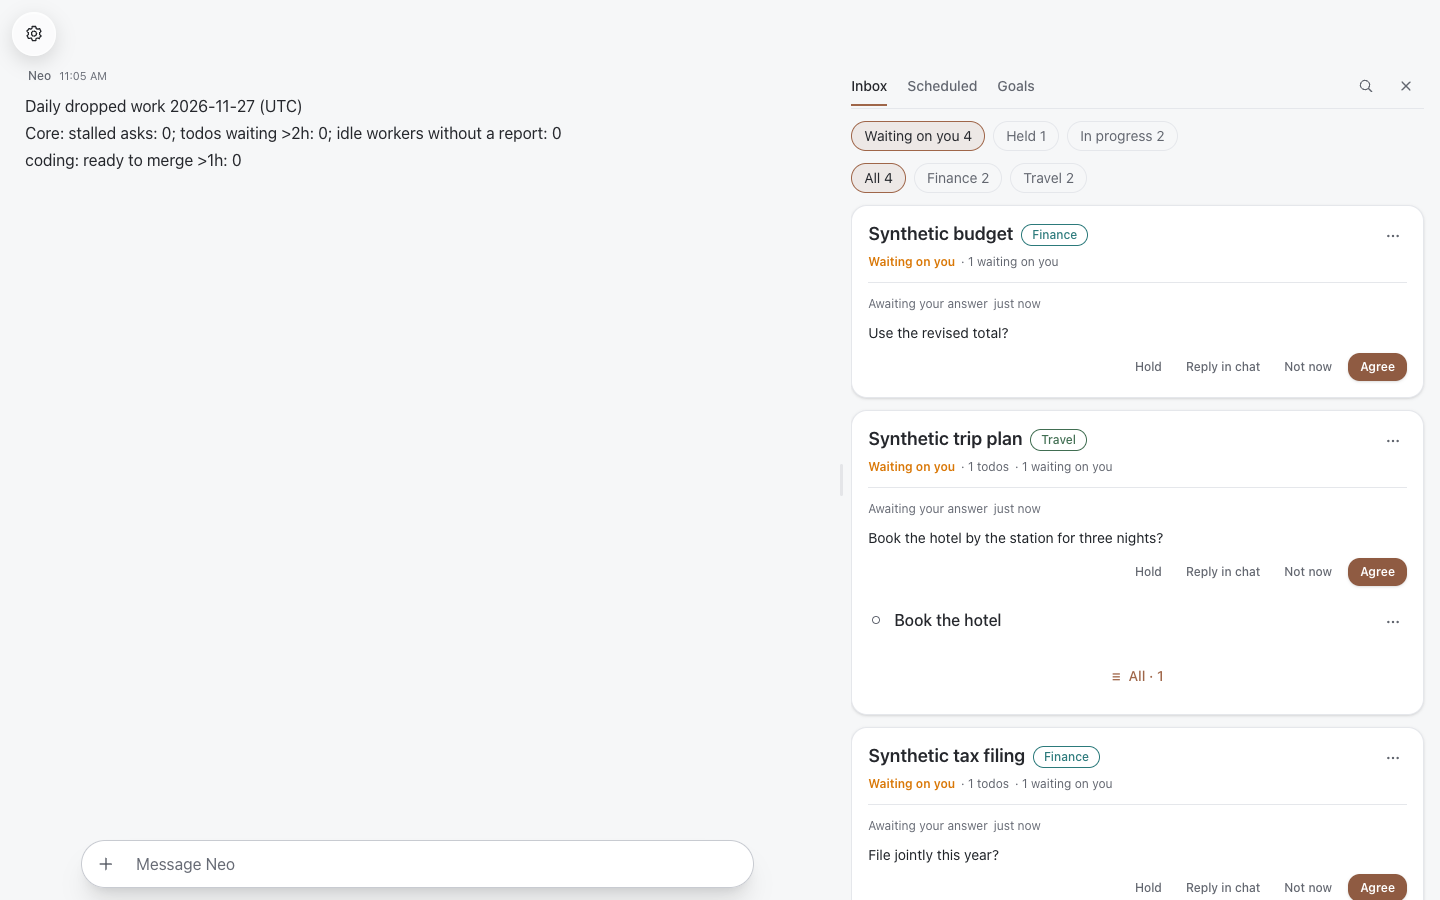 Neo 11:05 AM
Daily dropped work 2026-11-27 (UTC)
Core: stalled asks: 0; todos waiting >2h: 0; idle workers without a report: 0
coding: ready to merge >1h: 0
Message Neo
Inbox Scheduled Goals
Waiting on you 4 Held 1 In progress 2
All 4 Finance 2 Travel 2
Synthetic budget Finance
Waiting on you · 1 waiting on you
Awaiting your answer just now
Use the revised total?
Hold Reply in chat Not now Agree
Synthetic trip plan Travel
Waiting on you · 1 todos · 1 waiting on you
Awaiting your answer just now
Book the hotel by the station for three nights?
Hold Reply in chat Not now Agree
Book the hotel
All · 1
Synthetic tax filing Finance
Waiting on you · 1 todos · 1 waiting on you
Awaiting your answer just now
File jointly this year?
Hold Reply in chat Not now Agree